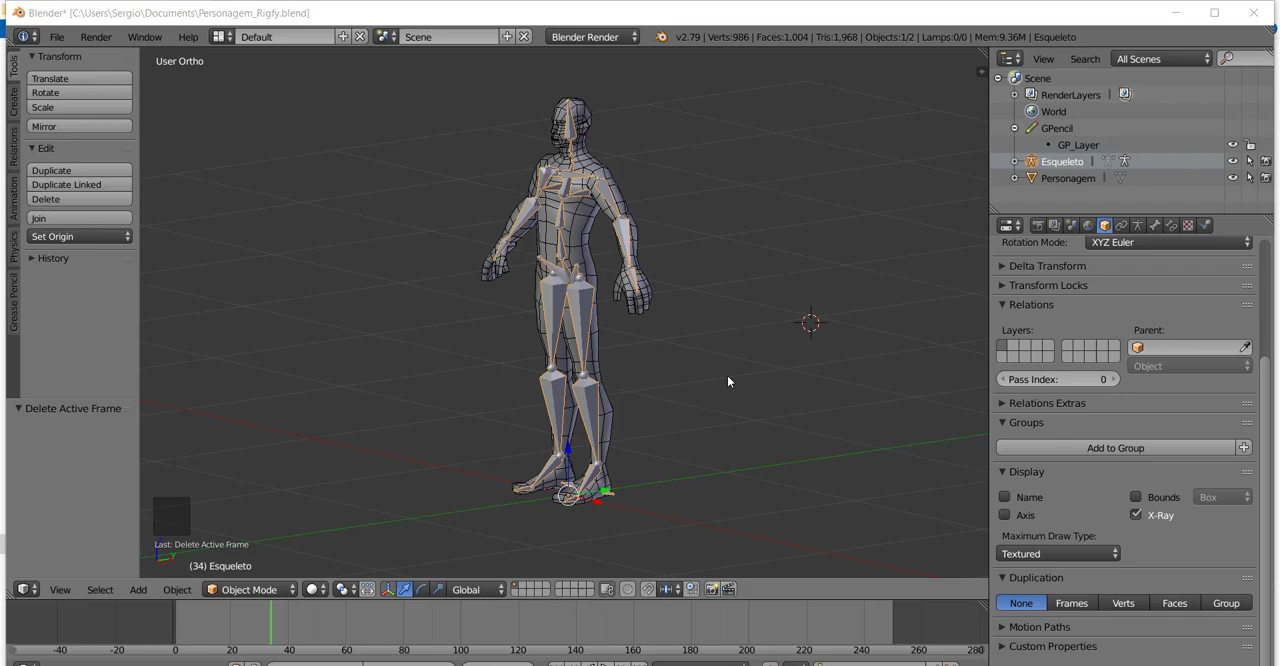 Blender* [C:\Users\Sergio\Documents\Personagem_Rigfy.blend]
File Render Window Help Default Scene Blender Render v2.79 | Verts:986 | Faces:1,004 | Tris:1,968 | Objects:1/2 | Lamps:0/0 | Mem:9.36M | Esqueleto
Tools
Create
Relations
Animation
Physics
Grease Pencil
Transform
Translate
Rotate
Scale
Mirror
Edit
Duplicate
Duplicate Linked
Delete
Join
Set Origin
History
Delete Active Frame
User Ortho
Last: Delete Active Frame
(34) Esqueleto
y
View Select Add Object Object Mode Global
-40 -20 0 20 40 60 80 100 120 140 160 180 200 220 240 260 280
View Search All Scenes
Scene
RenderLayers
World
GPencil
GP_Layer
Esqueleto
Personagem
Rotation Mode: XYZ Euler
Delta Transform
Transform Locks
Relations
Layers: Parent:
Object
Pass Index: 0
Relations Extras
Groups
Add to Group
Display
Name Bounds Box
Axis X-Ray
Maximum Draw Type:
Textured
Duplication
None Frames Verts Faces Group
Motion Paths
Custom Properties